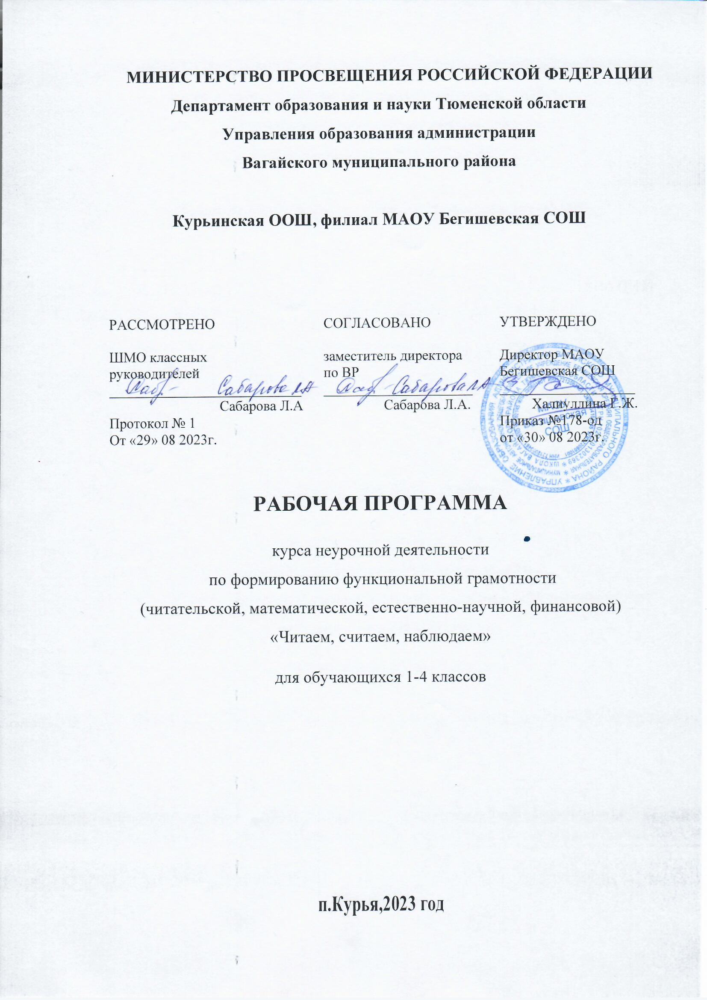 МИНИСТЕРСТВО ПРОСВЕЩЕНИЯ РОССИЙСКОЙ ФЕДЕРАЦИИ
Департамент образования и науки Тюменской области
Управления образования администрации
Вагайского муниципального района
Курьинская ООШ, филиал МАОУ Бегишевская СОШ
РАССМОТРЕНО
ШМО классных
руководителей
Сабарова ЛА
Сабарова Л.А
Протокол № 1
От «29» 08 2023г.
СОГЛАСОВАНО
заместитель директора
по ВР
Сабарова ЛА
Сабарова Л.А.
УТВЕРЖДЕНО
Директор МАОУ
Бегишевская СОШ
Халиуллина Г.Ж.
Приказ №178-од
от «30» 08 2023г.
МАОУ
Бегишевская
СОШ
РАБОЧАЯ ПРОГРАММА
курса неурочной деятельности
по формированию функциональной грамотности
(читательской, математической, естественно-научной, финансовой)
«Читаем, считаем, наблюдаем»
для обучающихся 1-4 классов
п.Курья,2023 год